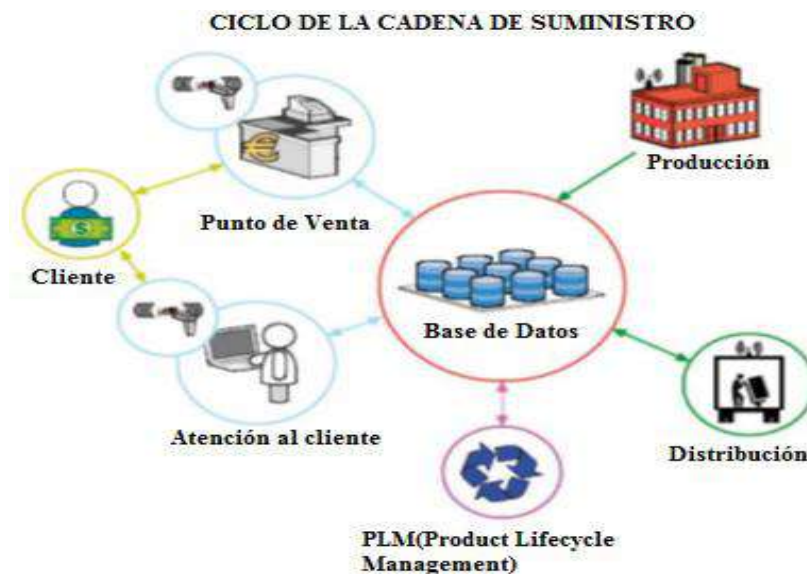 CICLO DE LA CADENA DE SUMINISTRO
Producción
Punto de Venta
€
$
Cliente
Base de Datos
Atención al cliente
Distribución
PLM(Product Lifecycle
Management)